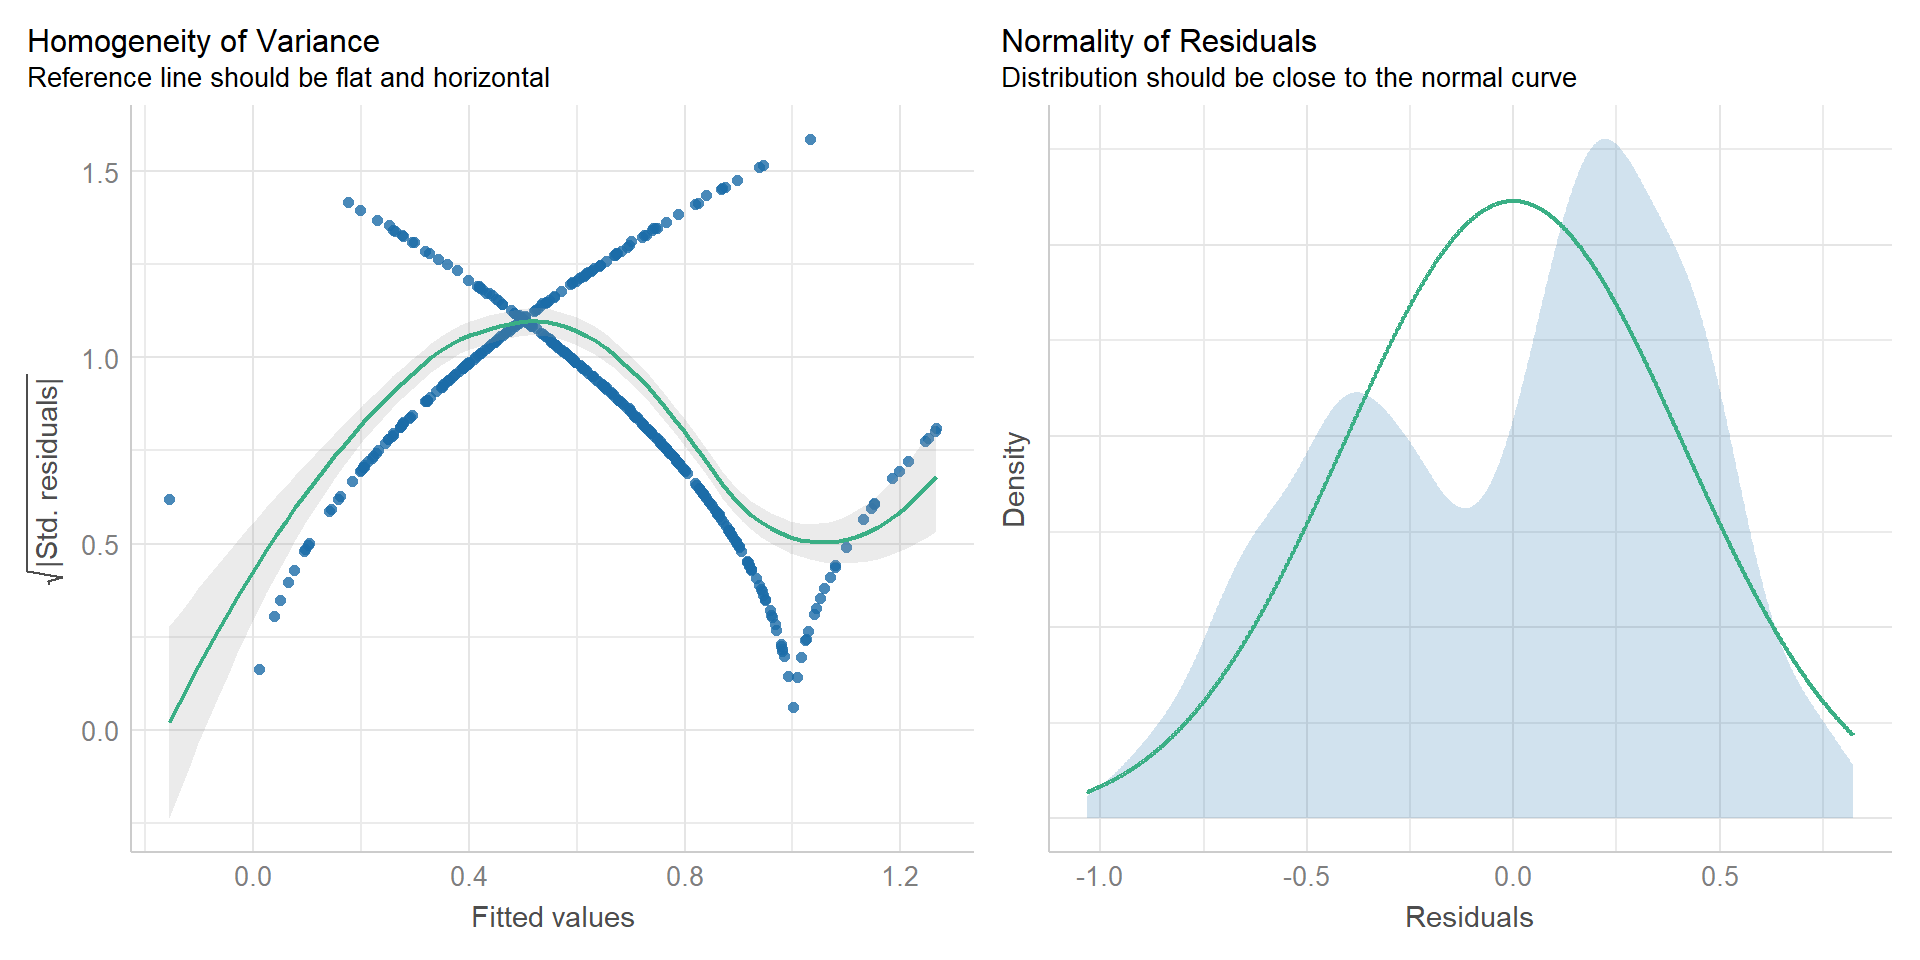 Homogeneity of Variance
Reference line should be flat and horizontal
√|Std. residuals|
1.5
1.0
0.5
0.0
0.0 0.4 0.8 1.2
Fitted values
Normality of Residuals
Distribution should be close to the normal curve
Density
-1.0 -0.5 0.0 0.5
Residuals